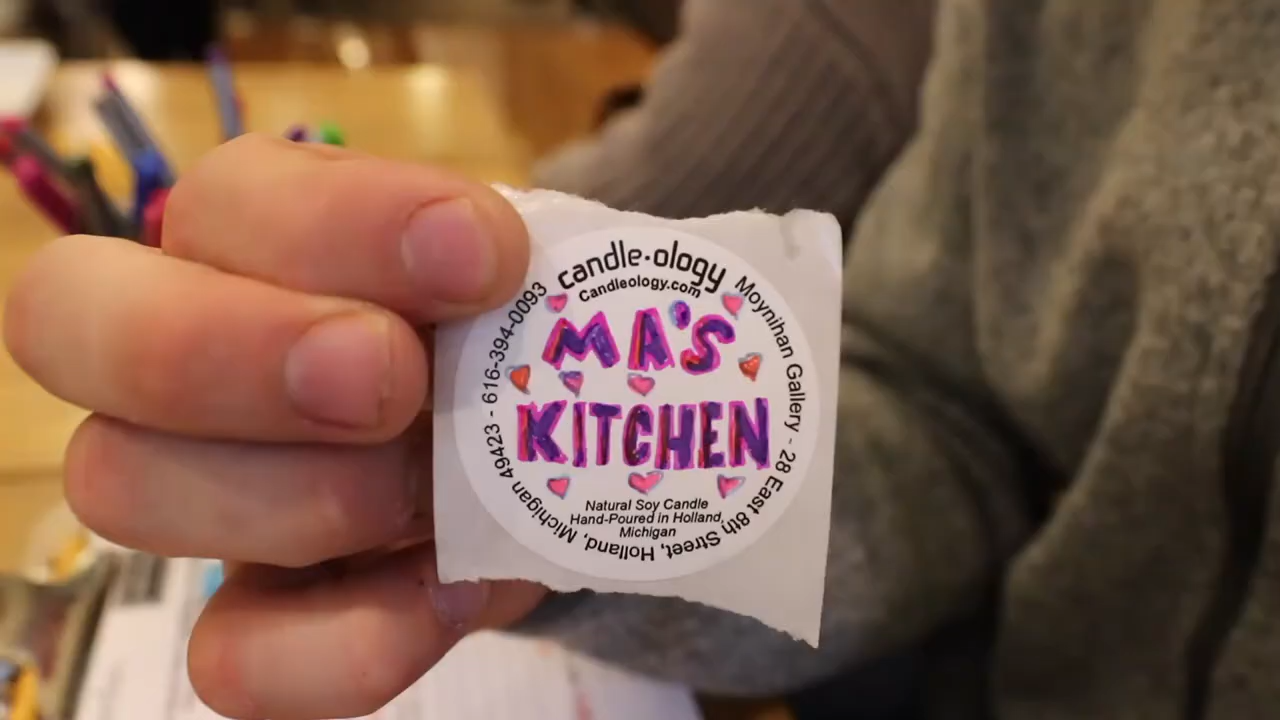 candle·ology
Candleology.com
MA'S
KITCHEN
Natural Soy Candle
Hand-Poured in Holland,
Michigan
Moynihan Gallery - 28 East 8th Street, Holland, Michigan 49423 - 616-394-0093